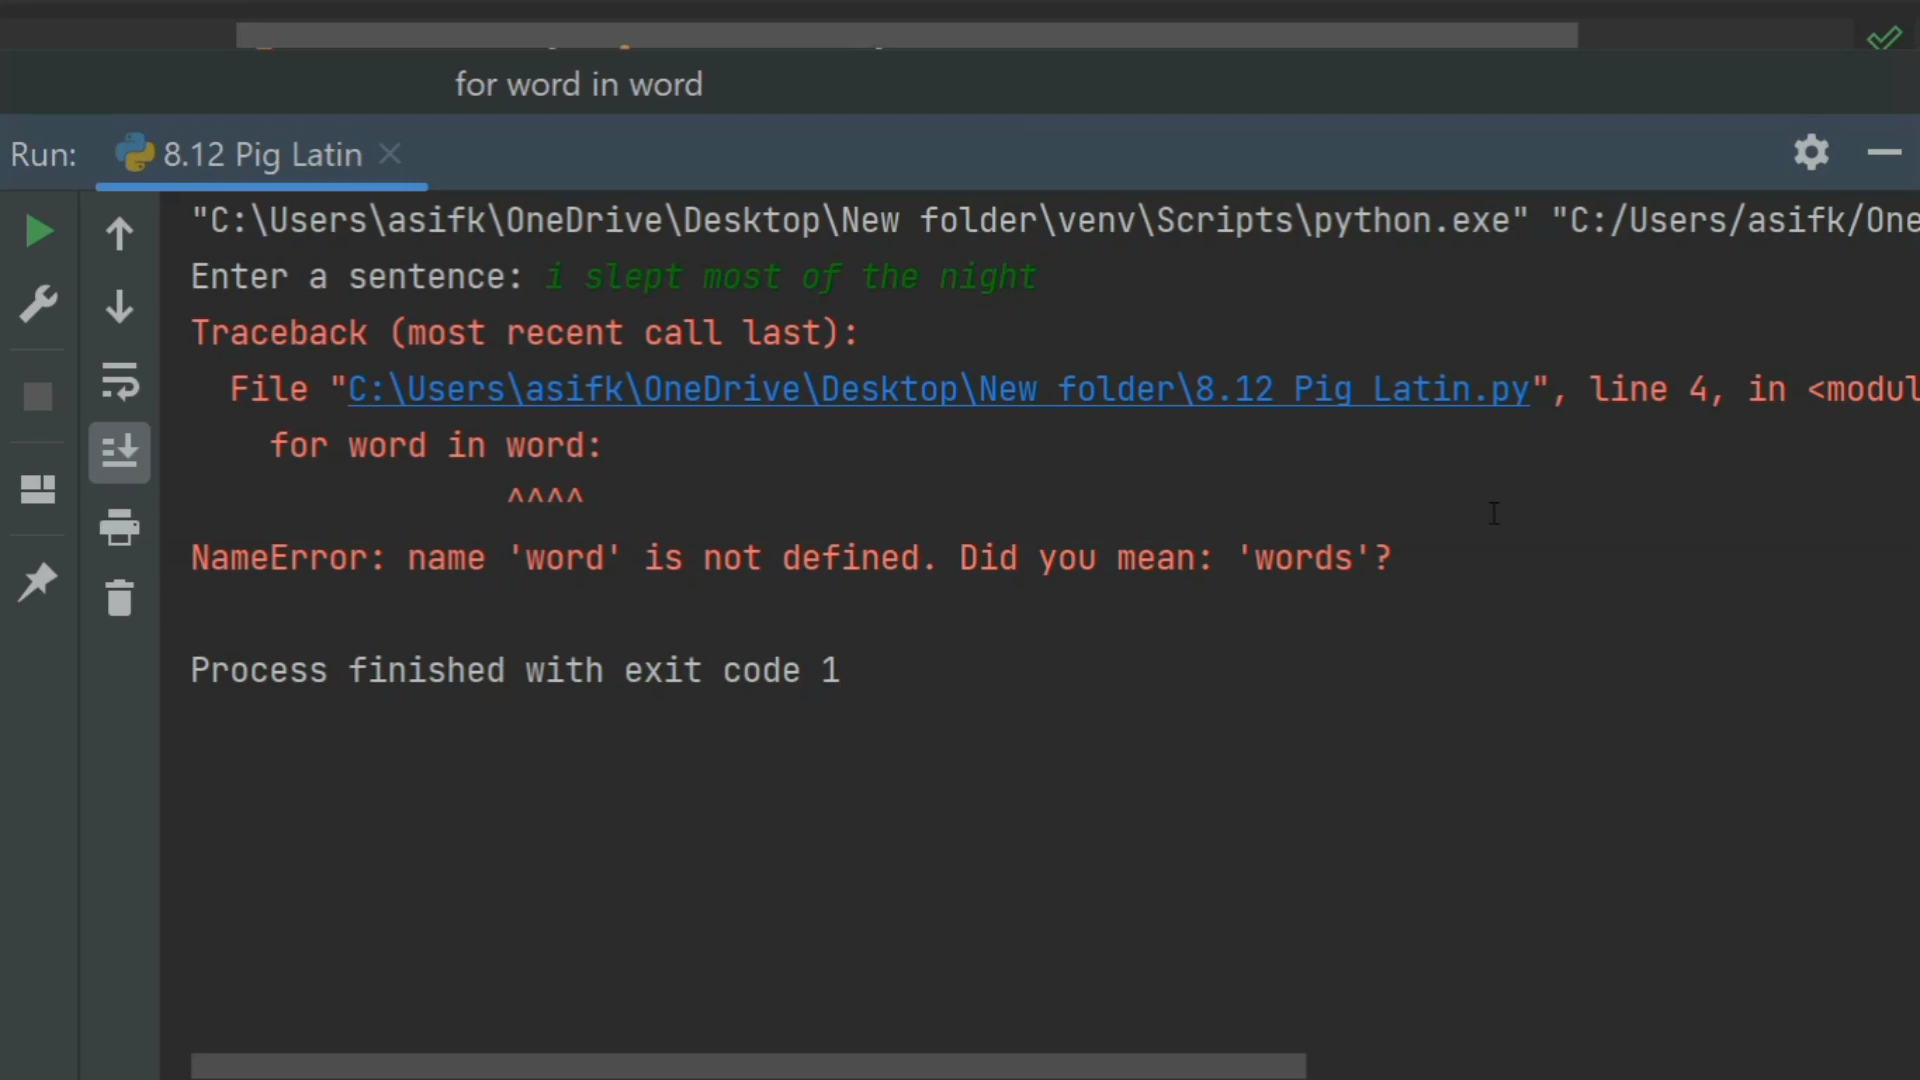 for word in word
Run: 8.12 Pig Latin
"C:\Users\asifk\OneDrive\Desktop\New folder\venv\Scripts\python.exe" "C:/Users/asifk/One
Enter a sentence: i slept most of the night
Traceback (most recent call last):
File "C:\Users\asifk\OneDrive\Desktop\New folder\8.12 Pig Latin.py", line 4, in <modul
for word in word:
^^^^
NameError: name 'word' is not defined. Did you mean: 'words'?
Process finished with exit code 1